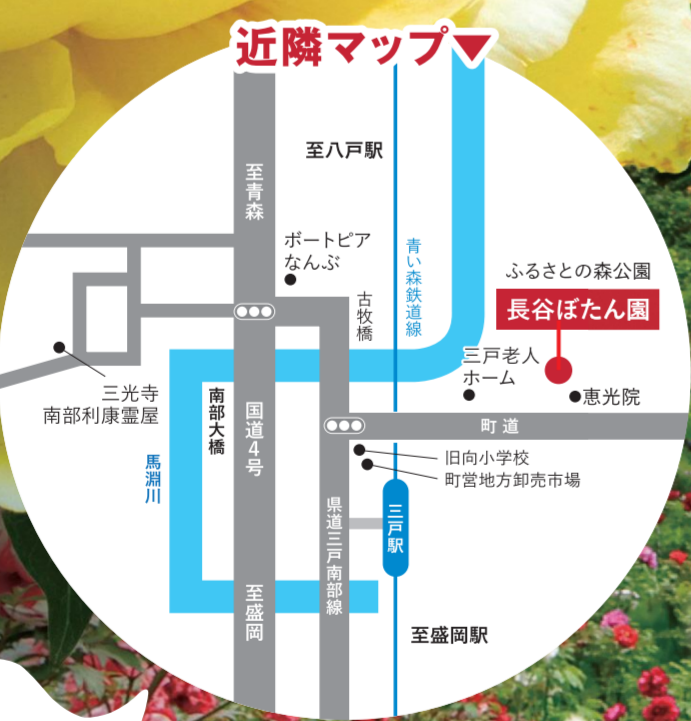 近隣マップ▼
至八戸駅
至青森
ボートピア
なんぶ
古牧橋
青い森鉄道線
ふるさとの森公園
長谷ぼたん園
三戸老人
ホーム
恵光院
三光寺
南部利康霊屋
南部大橋
国道4号
町道
馬淵川
旧向小学校
町営地方卸売市場
県道三戸南部線
三戸駅
至盛岡
至盛岡駅